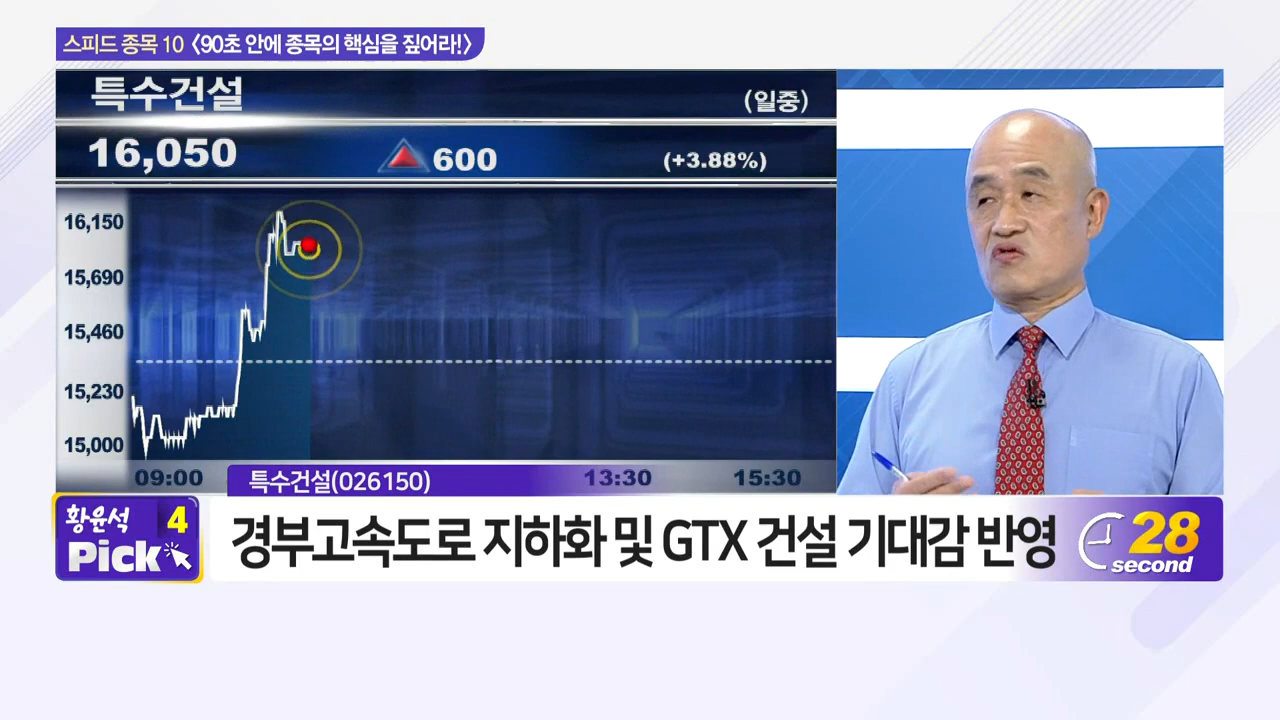 스피드 종목 10 <90초 안에 종목의 핵심을 짚어라!>
특수건설
(일중)
16,050
600
(+3.88%)
16,150
15,690
15,460
15,230
15,000
09:00
13:30
15:30
특수건설(026150)
황윤석 4
Pick
경부고속도로 지하화 및 GTX 건설 기대감 반영
28
second